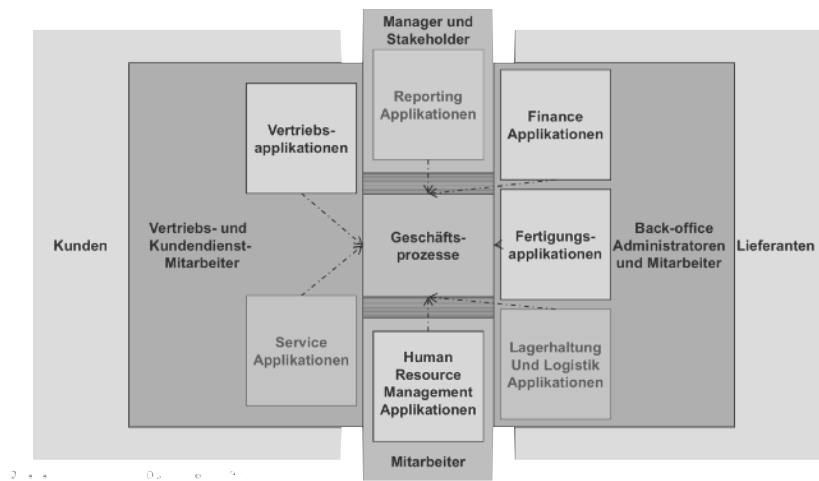 Manager und
Stakeholder
Reporting
Applikationen
Vertriebs-
applikationen
Finance
Applikationen
Kunden
Vertriebs- und
Kundendienst-
Mitarbeiter
Geschäfts-
prozesse
Fertigungs-
applikationen
Back-office
Administratoren
und Mitarbeiter
Lieferanten
Service
Applikationen
Human
Resource
Management
Applikationen
Lagerhaltung
Und Logistik
Applikationen
Mitarbeiter